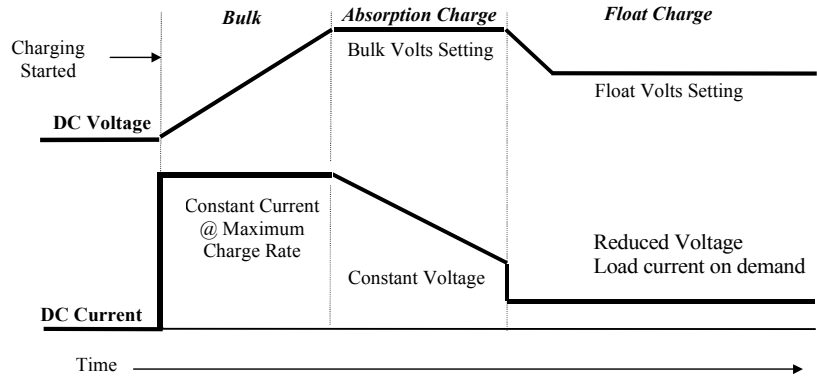 Bulk
Absorption Charge
Float Charge
Charging
Started
Bulk Volts Setting
Float Volts Setting
DC Voltage
Constant Current
@ Maximum
Charge Rate
Reduced Voltage
Load current on demand
Constant Voltage
DC Current
Time